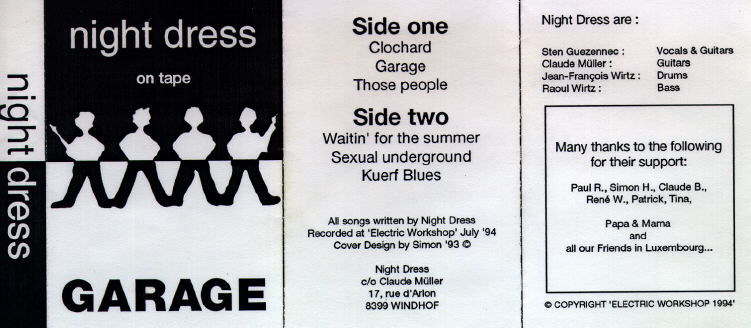 night dress
night dress
on tape
GARAGE
Side one
Clochard
Garage
Those people
Side two
Waitin' for the summer
Sexual underground
Kuerf Blues
All songs written by Night Dress
Recorded at 'Electric Workshop' July '94
Cover Design by Simon '93 ©
Night Dress
c/o Claude Müller
17, rue d'Arlon
8399 WINDHOF
Night Dress are :
Sten Guezennec : Vocals & Guitars
Claude Müller : Guitars
Jean-François Wirtz : Drums
Raoul Wirtz : Bass
Many thanks to the following
for their support:
Paul R., Simon H., Claude B.,
René W., Patrick, Tina,
Papa & Mama
and
all our Friends in Luxembourg...
© COPYRIGHT 'ELECTRIC WORKSHOP 1994'